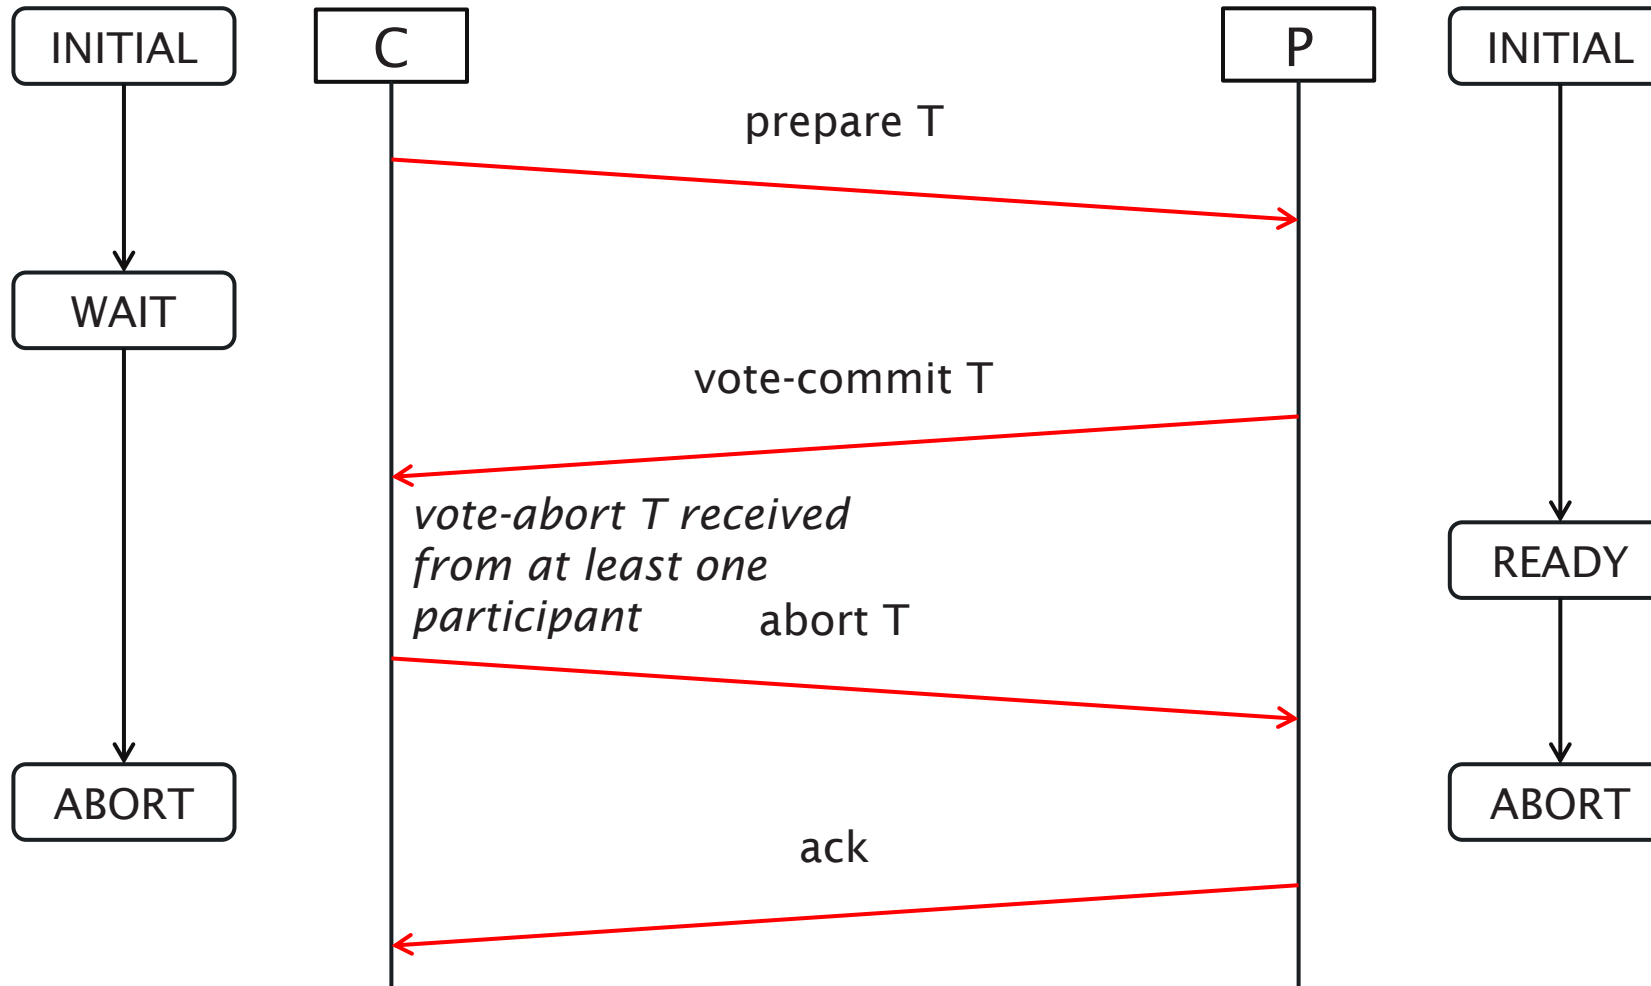 INITIAL
C
P
INITIAL
prepare T
WAIT
vote-commit T
vote-abort T received
from at least one
participant
abort T
READY
ABORT
ABORT
ack